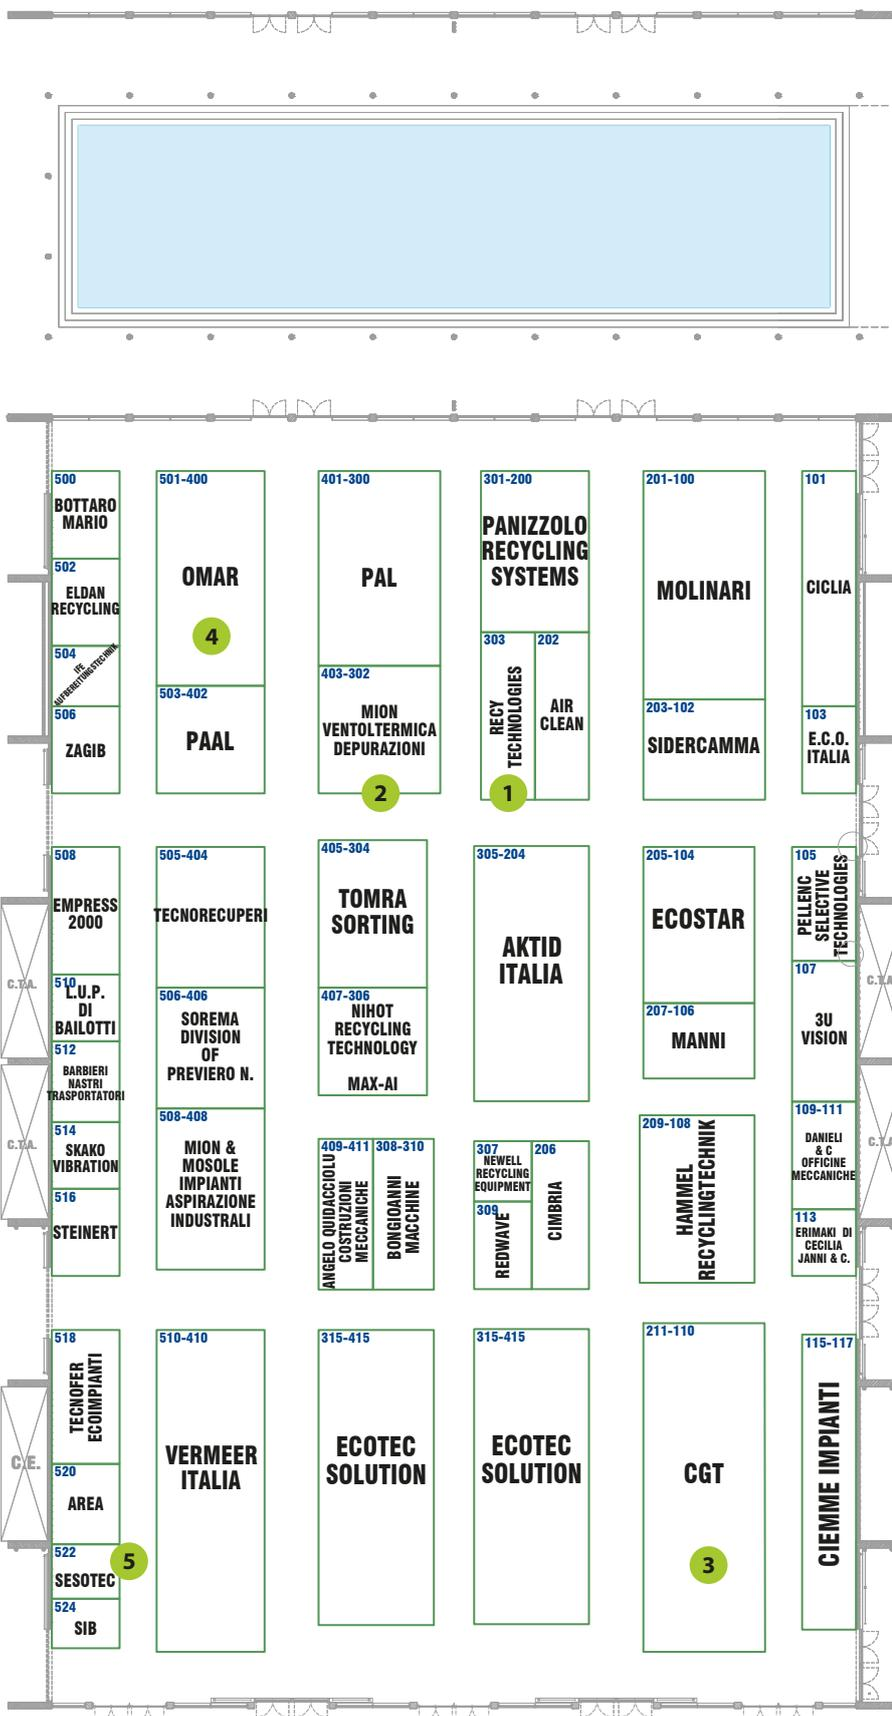 500
BOTTARO
MARIO
502
ELDAN
RECYCLING
504
IFE
AUFBEREITUNGSTECHNIK
506
ZAGIB
501-400
OMAR
4
503-402
PAAL
401-300
PAL
403-302
MION
VENTOLTERMICA
DEPURAZIONI
2
301-200
PANIZZOLO
RECYCLING
SYSTEMS
303
RECY
TECHNOLOGIES
1
202
AIR
CLEAN
201-100
MOLINARI
203-102
SIDERCAMMA
101
CICLIA
103
E.C.O.
ITALIA
508
EMPRESS
2000
510
L.U.P.
DI
BAILOTTI
512
BARBIERI
NASTRI
TRASPORTATORI
514
SKAKO
VIBRATION
516
STEINERT
C.T.A.
C.T.A.
505-404
TECNORECUPERI
506-406
SOREMA
DIVISION
OF
PREVIERO N.
508-408
MION &
MOSOLE
IMPIANTI
ASPIRAZIONE
INDUSTRALI
405-304
TOMRA
SORTING
407-306
NIHOT
RECYCLING
TECHNOLOGY
MAX-AI
409-411
ANGELO QUIDACCIOLU
COSTRUZIONI
MECCANICHE
308-310
BONGIOANNI
MACCHINE
305-204
AKTID
ITALIA
307
NEWELL
RECYCLING
EQUIPMENT
309
REDWAVE
206
CIMBRIA
205-104
ECOSTAR
207-106
MANNI
209-108
HAMMEL
RECYCLINGTECHNIK
105
PELLENC
SELECTIVE
TECHNOLOGIES
107
3U
VISION
109-111
DANIELI
& C
OFFICINE
MECCANICHE
113
ERIMAKI DI
CECILIA
JANNI & C.
C.T.A
C.T.A
518
TECNOFER
ECOIMPIANTI
520
AREA
522
SESOTEC
5
524
SIB
C.E.
510-410
VERMEER
ITALIA
315-415
ECOTEC
SOLUTION
315-415
ECOTEC
SOLUTION
211-110
CGT
3
115-117
CIEMME IMPIANTI